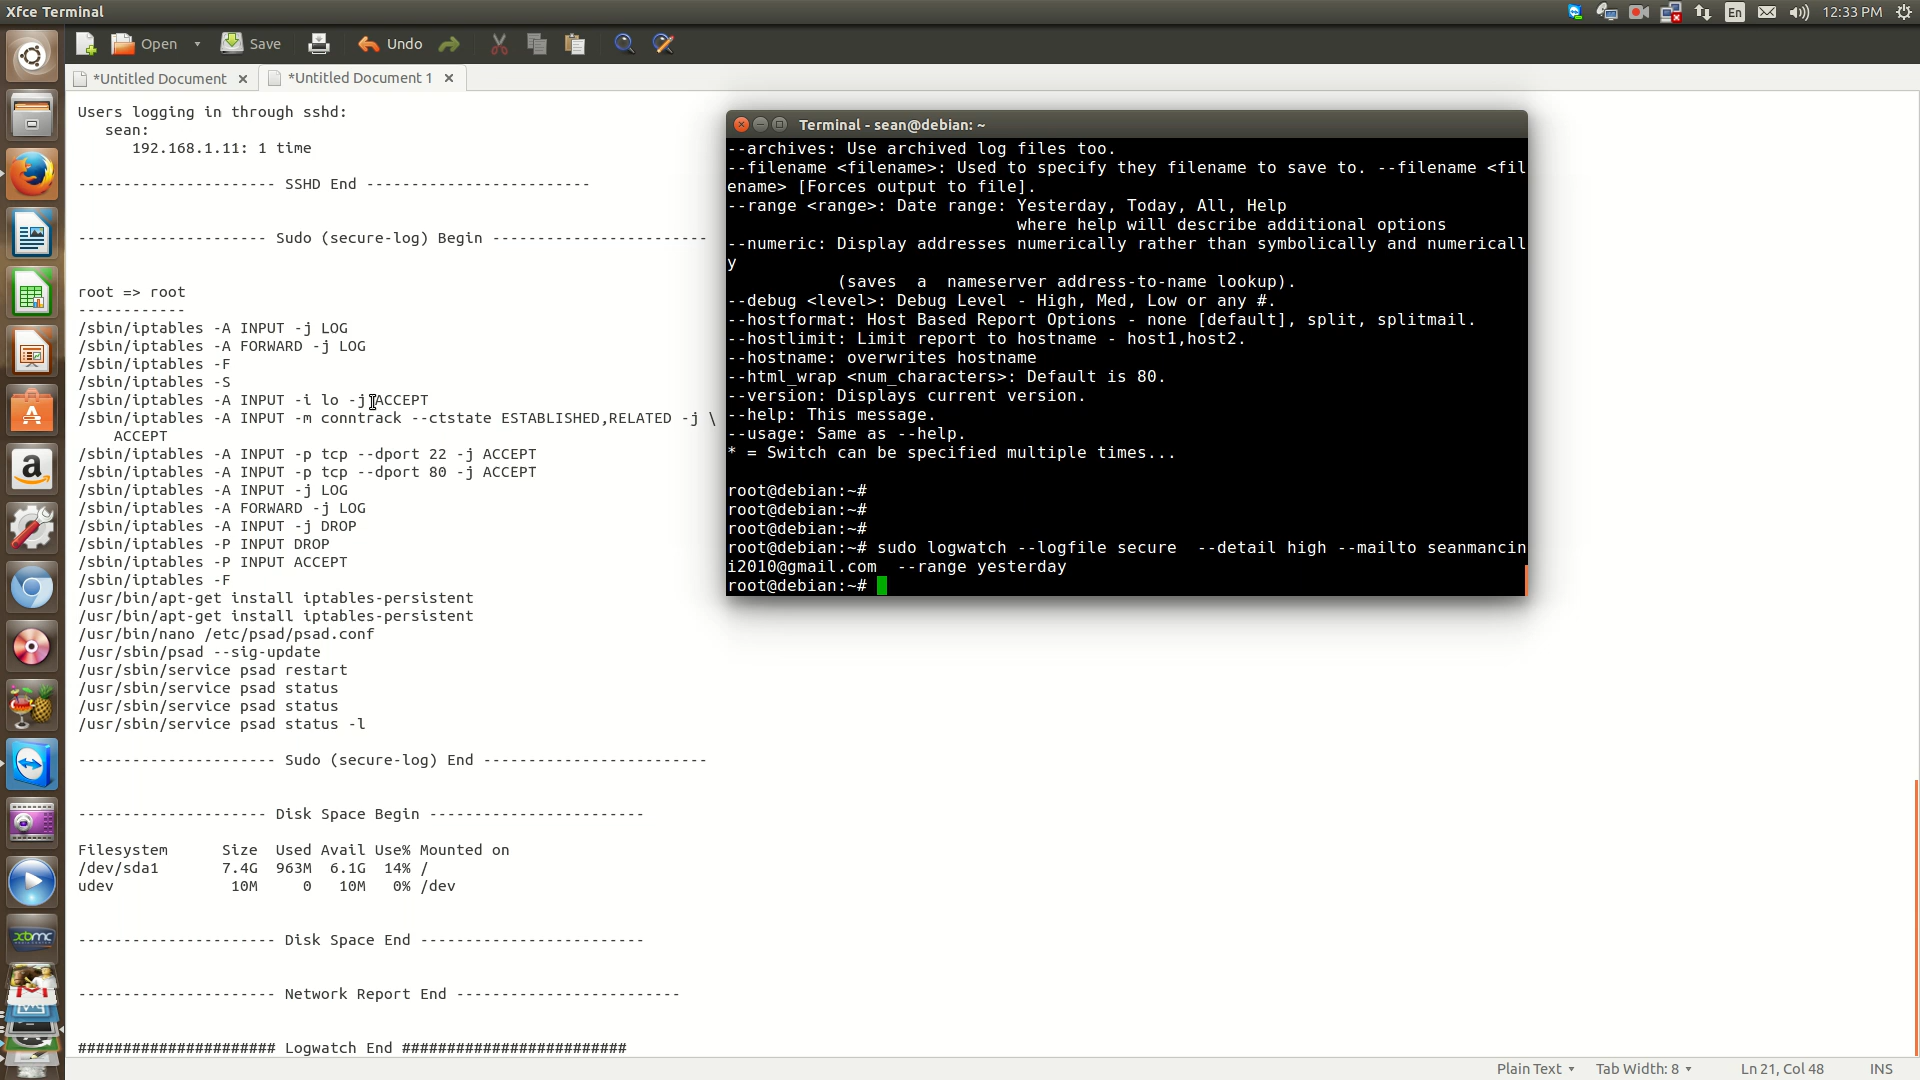 Xfce Terminal
En
12:33 PM
Open
Save
Undo
*Untitled Document
*Untitled Document 1
Users logging in through sshd:
sean:
192.168.1.11: 1 time
---------------------- SSHD End -------------------------
--------------------- Sudo (secure-log) Begin ------------------------
root => root
------------
/sbin/iptables -A INPUT -j LOG
/sbin/iptables -A FORWARD -j LOG
/sbin/iptables -F
/sbin/iptables -S
/sbin/iptables -A INPUT -i lo -j ACCEPT
/sbin/iptables -A INPUT -m conntrack --ctstate ESTABLISHED,RELATED -j \
ACCEPT
/sbin/iptables -A INPUT -p tcp --dport 22 -j ACCEPT
/sbin/iptables -A INPUT -p tcp --dport 80 -j ACCEPT
/sbin/iptables -A INPUT -j LOG
/sbin/iptables -A FORWARD -j LOG
/sbin/iptables -A INPUT -j DROP
/sbin/iptables -P INPUT DROP
/sbin/iptables -P INPUT ACCEPT
/sbin/iptables -F
/usr/bin/apt-get install iptables-persistent
/usr/bin/apt-get install iptables-persistent
/usr/bin/nano /etc/psad/psad.conf
/usr/sbin/psad --sig-update
/usr/sbin/service psad restart
/usr/sbin/service psad status
/usr/sbin/service psad status
/usr/sbin/service psad status -l
---------------------- Sudo (secure-log) End -------------------------
--------------------- Disk Space Begin ------------------------
Filesystem      Size  Used Avail Use% Mounted on
/dev/sda1       7.4G  963M  6.1G  14% /
udev             10M     0   10M   0% /dev
---------------------- Disk Space End -------------------------
---------------------- Network Report End -------------------------
###################### Logwatch End #########################
Terminal - sean@debian: ~
--archives: Use archived log files too.
--filename <filename>: Used to specify they filename to save to. --filename <fil
ename> [Forces output to file].
--range <range>: Date range: Yesterday, Today, All, Help
where help will describe additional options
--numeric: Display addresses numerically rather than symbolically and numericall
y
(saves  a  nameserver address-to-name lookup).
--debug <level>: Debug Level - High, Med, Low or any #.
--hostformat: Host Based Report Options - none [default], split, splitmail.
--hostlimit: Limit report to hostname - host1,host2.
--hostname: overwrites hostname
--html_wrap <num_characters>: Default is 80.
--version: Displays current version.
--help: This message.
--usage: Same as --help.
* = Switch can be specified multiple times...
root@debian:~#
root@debian:~#
root@debian:~#
root@debian:~# sudo logwatch --logfile secure  --detail high --mailto seanmancin
i2010@gmail.com  --range yesterday
root@debian:~#
xbmc
Plain Text
Tab Width: 8
Ln 21, Col 48
INS